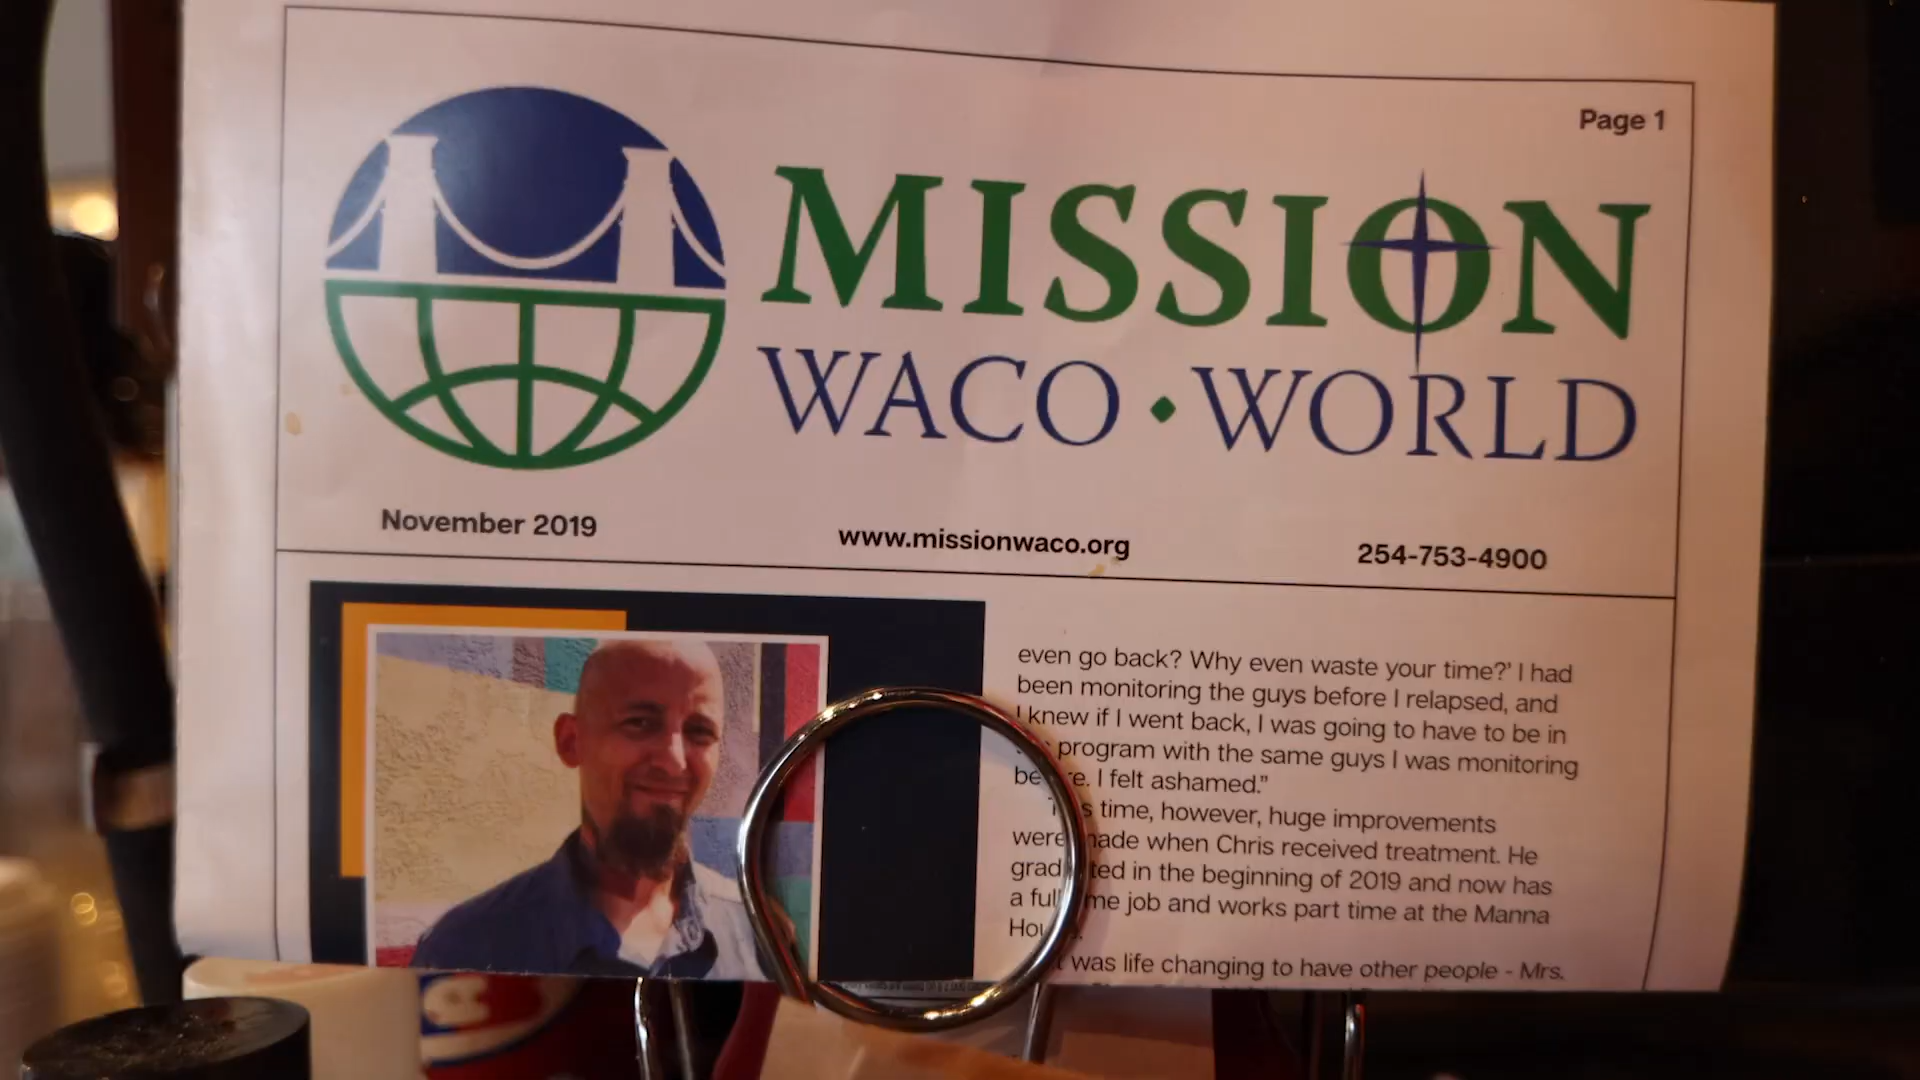 Page 1
MISSION
WACO • WORLD
November 2019
www.missionwaco.org
254-753-4900
even go back? Why even waste your time?' I had
been monitoring the guys before I relapsed, and
I knew if I went back, I was going to have to be in
program with the same guys I was monitoring
I felt ashamed."
time, however, huge improvements
were made when Chris received treatment. He
graduated in the beginning of 2019 and now has
a full time job and works part time at the Manna
House.
was life changing to have other people - Mrs.